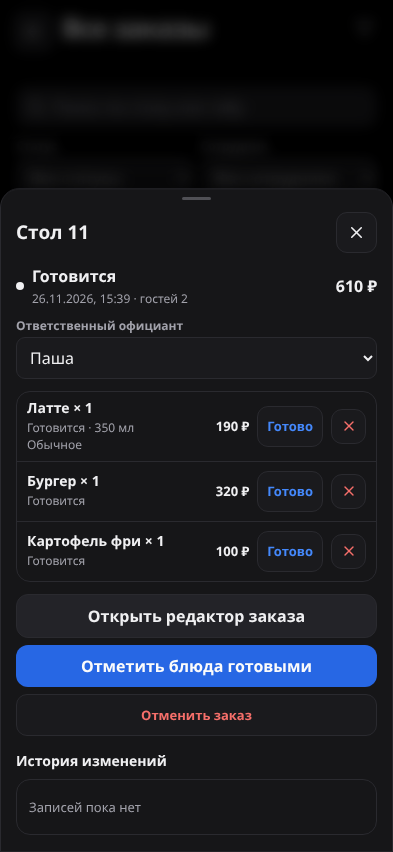 Все заказы
Стол 11
Готовится
26.11.2026, 15:39 · гостей 2
610 ₽
Ответственный официант
Паша
Латте × 1
Готовится · 350 мл
Обычное
190 ₽
Готово
Бургер × 1
Готовится
320 ₽
Готово
Картофель фри × 1
Готовится
100 ₽
Готово
Открыть редактор заказа
Отметить блюда готовыми
Отменить заказ
История изменений
Записей пока нет